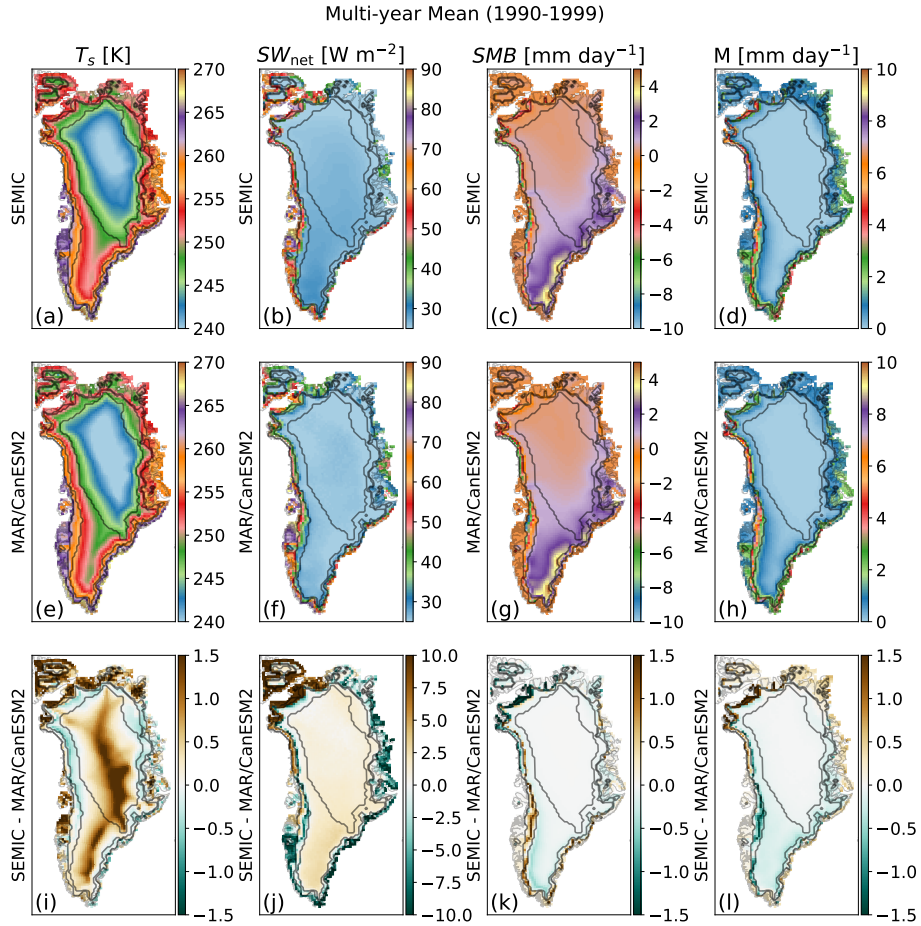 Multi-year Mean (1990-1999)
T_s [K]
SW_net [W m⁻²]
SMB [mm day⁻¹]
M [mm day⁻¹]
SEMIC
(a)
270
265
260
255
250
245
240
SEMIC
(b)
90
80
70
60
50
40
30
SEMIC
(c)
4
2
0
−2
−4
−6
−8
−10
SEMIC
(d)
10
8
6
4
2
0
MAR/CanESM2
(e)
270
265
260
255
250
245
240
MAR/CanESM2
(f)
90
80
70
60
50
40
30
MAR/CanESM2
(g)
4
2
0
−2
−4
−6
−8
−10
MAR/CanESM2
(h)
10
8
6
4
2
0
SEMIC - MAR/CanESM2
(i)
1.5
1.0
0.5
0.0
−0.5
−1.0
−1.5
SEMIC - MAR/CanESM2
(j)
10.0
7.5
5.0
2.5
0.0
−2.5
−5.0
−7.5
−10.0
SEMIC - MAR/CanESM2
(k)
1.5
1.0
0.5
0.0
−0.5
−1.0
−1.5
SEMIC - MAR/CanESM2
(l)
1.5
1.0
0.5
0.0
−0.5
−1.0
−1.5